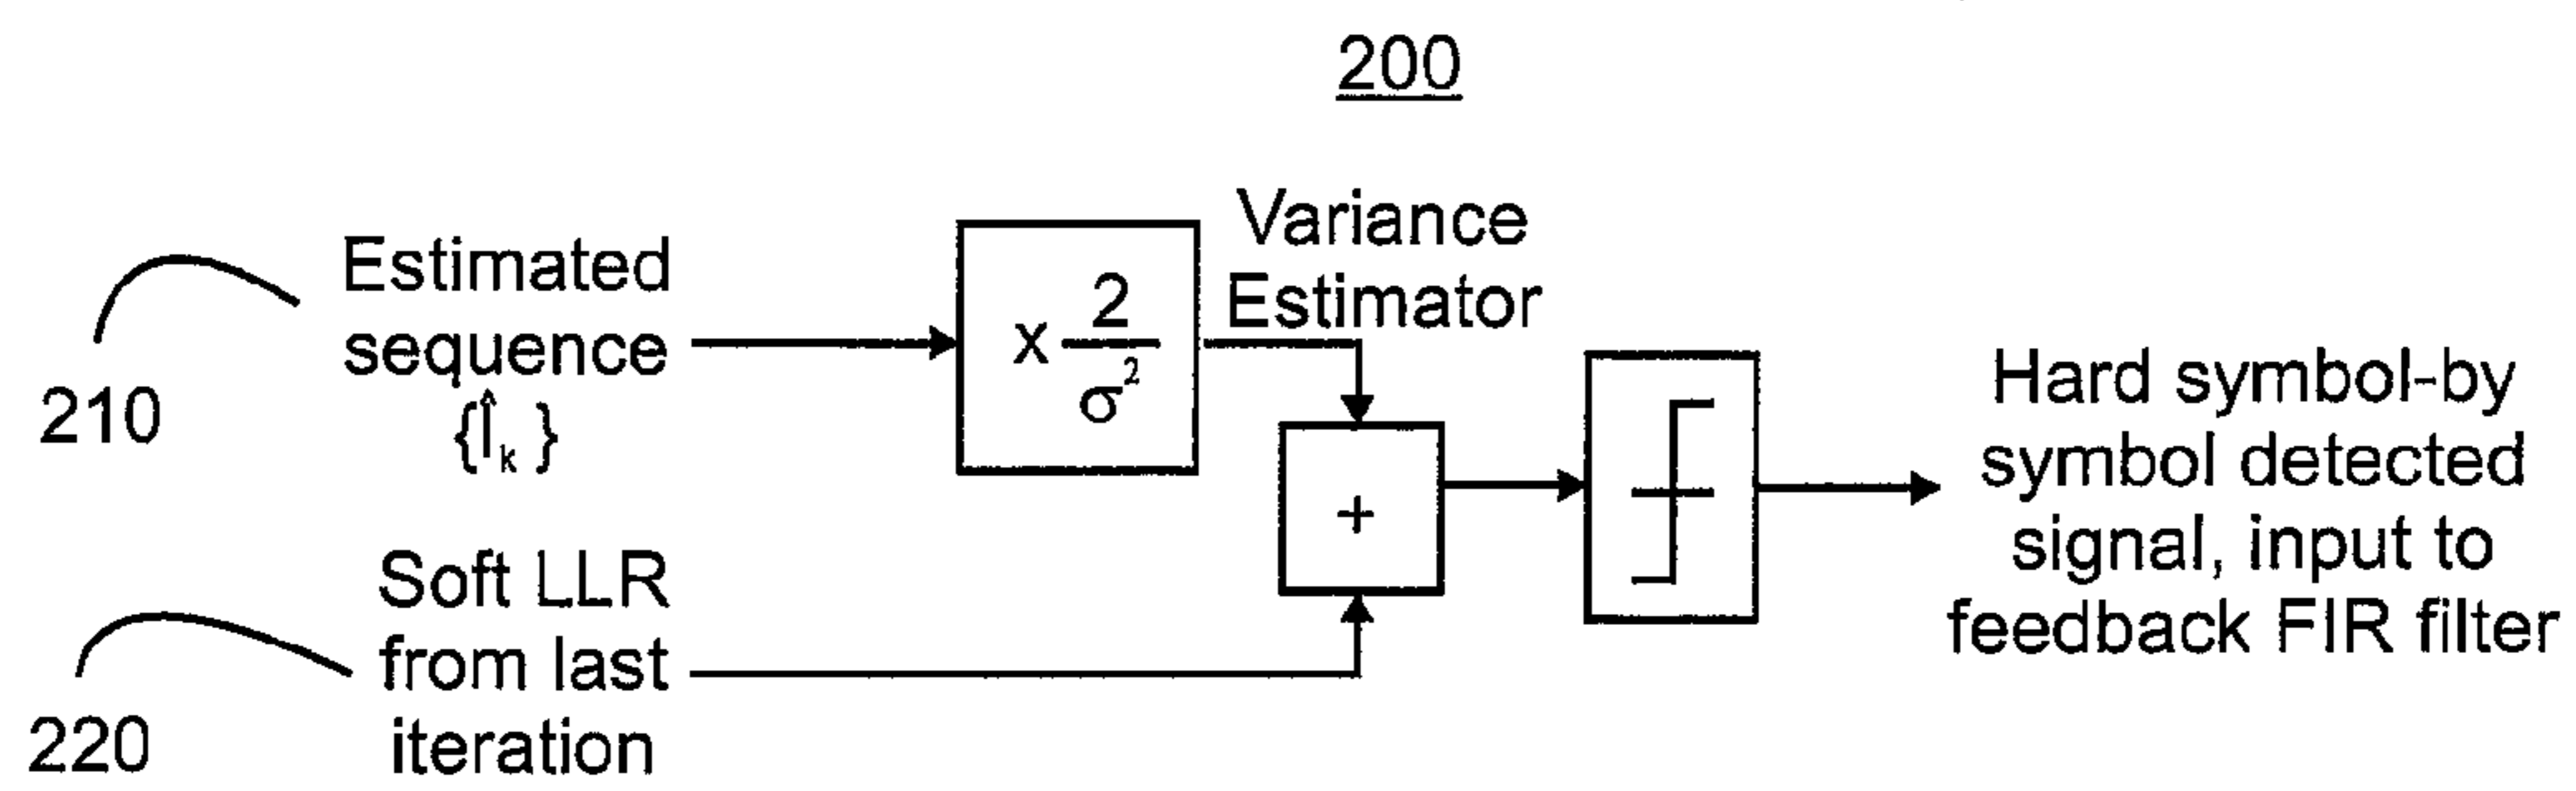 200
Estimated
sequence
{Î_k}
210
x 2/σ²
Variance
Estimator
+
Soft LLR
from last
iteration
220
Hard symbol-by
symbol detected
signal, input to
feedback FIR filter